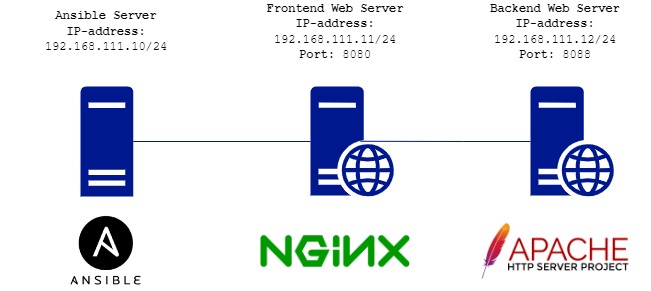 Ansible Server
IP-address:
192.168.111.10/24
Frontend Web Server
IP-address:
192.168.111.11/24
Port: 8080
Backend Web Server
IP-address:
192.168.111.12/24
Port: 8088
A
ANSIBLE
NGINX
APACHE
HTTP SERVER PROJECT